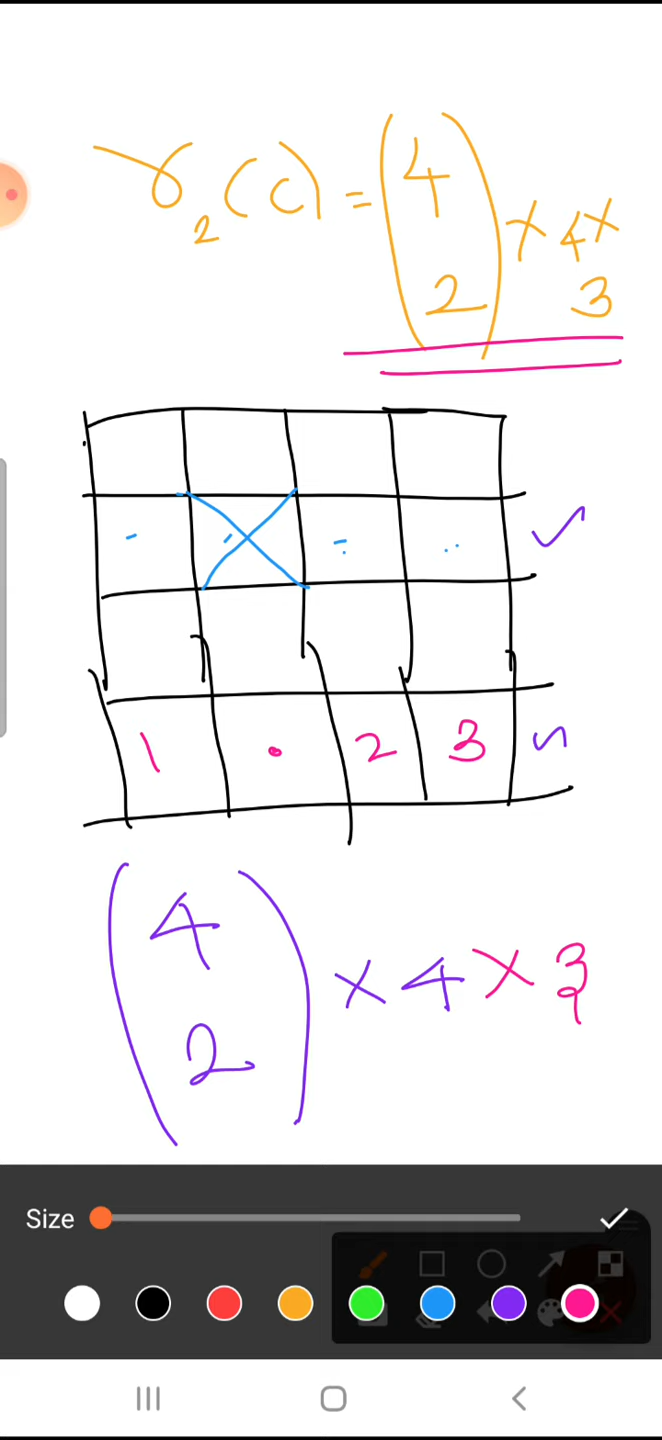 r₂(c) = (4
2) × 4 ×
3
1 • 2 3
(4
2) × 4 × 3
Size